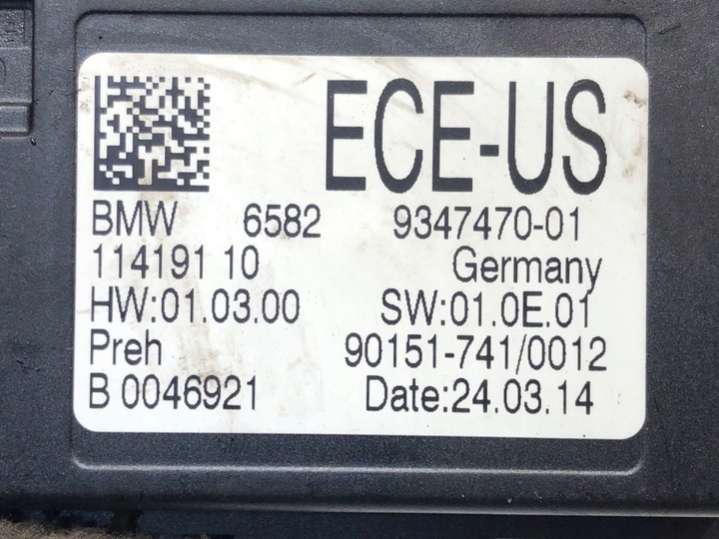 ECE-US
BMW 6582 9347470-01
114191 10 Germany
HW:01.03.00 SW:01.0E.01
Preh 90151-741/0012
B 0046921 Date:24.03.14